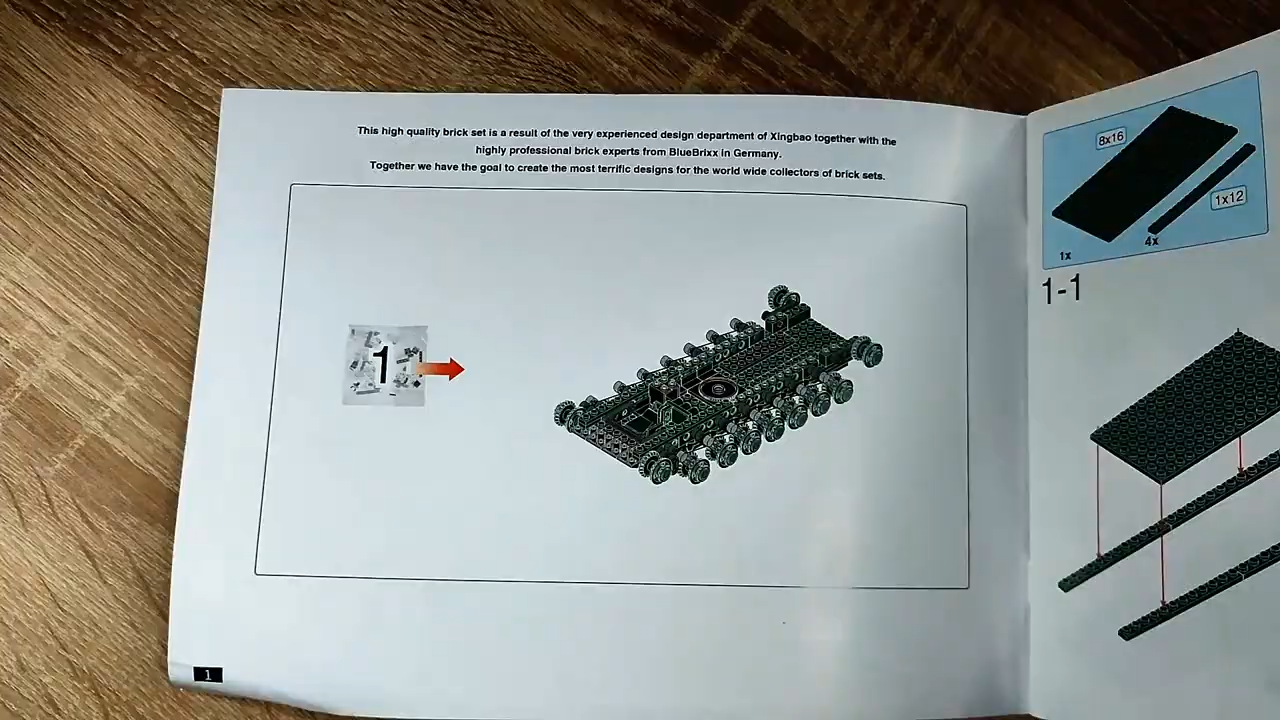 This high quality brick set is a result of the very experienced design department of Xingbao together with the
highly professional brick experts from BlueBrixx in Germany.
Together we have the goal to create the most terrific designs for the world wide collectors of brick sets.
1
1
8x16
1x12
4x
1x
1-1